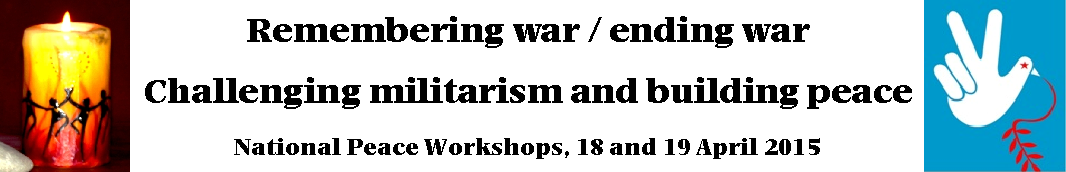 Remembering war / ending war
Challenging militarism and building peace
National Peace Workshops, 18 and 19 April 2015